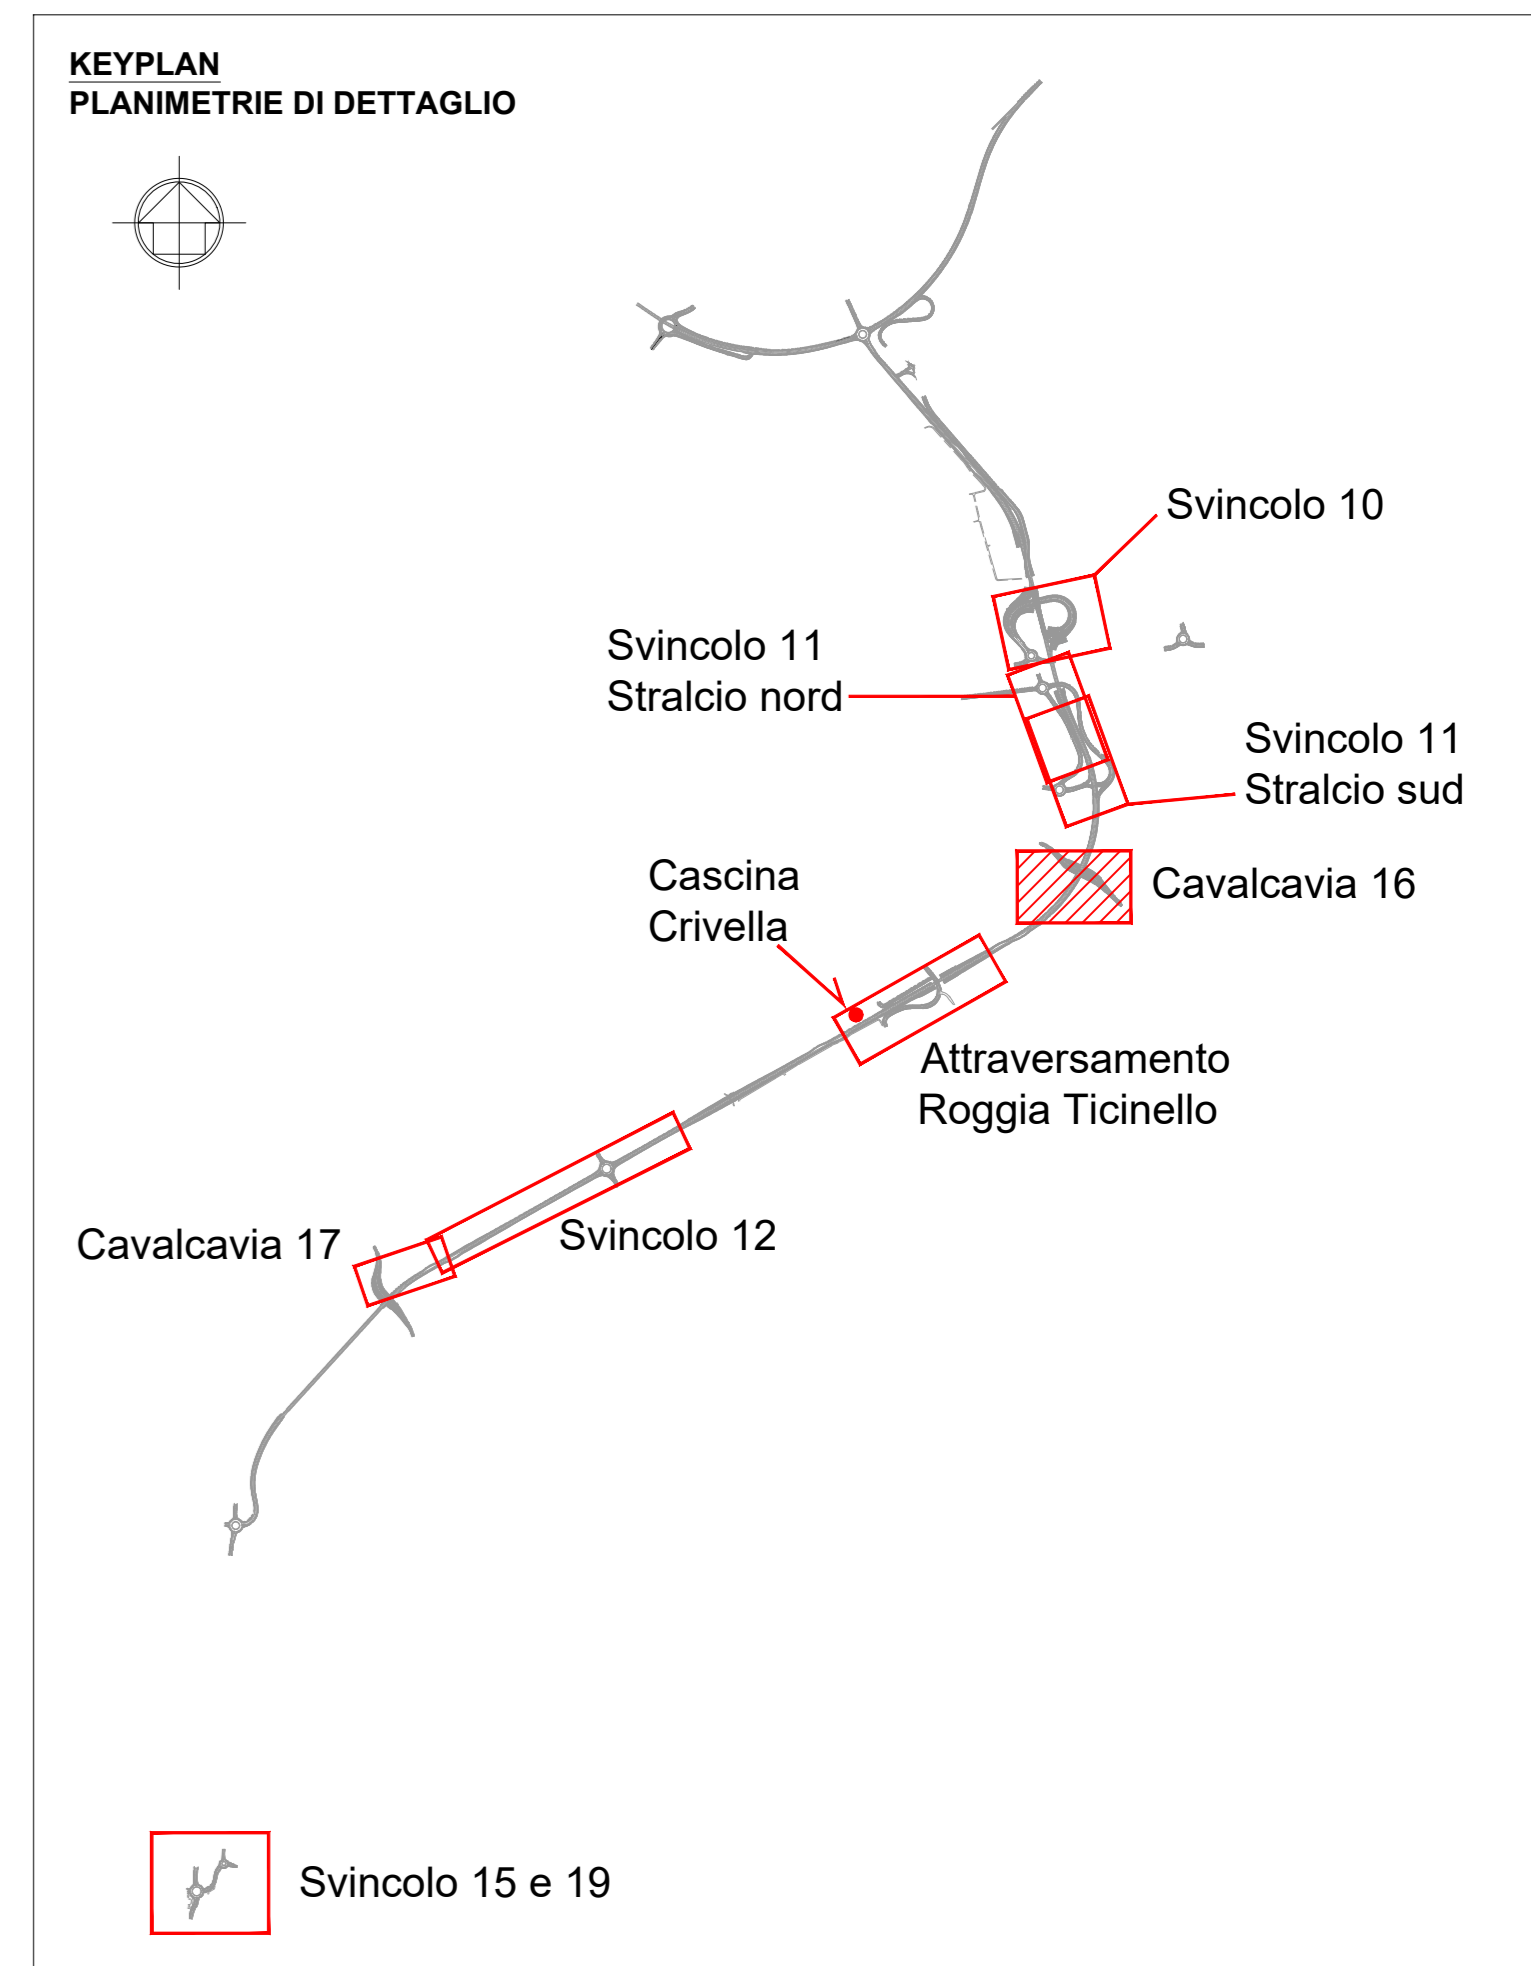 KEYPLAN
PLANIMETRIE DI DETTAGLIO
Svincolo 10
Svincolo 11
Stralcio nord
Svincolo 11
Stralcio sud
Cascina
Crivella
Cavalcavia 16
Attraversamento
Roggia Ticinello
Cavalcavia 17
Svincolo 12
Svincolo 15 e 19